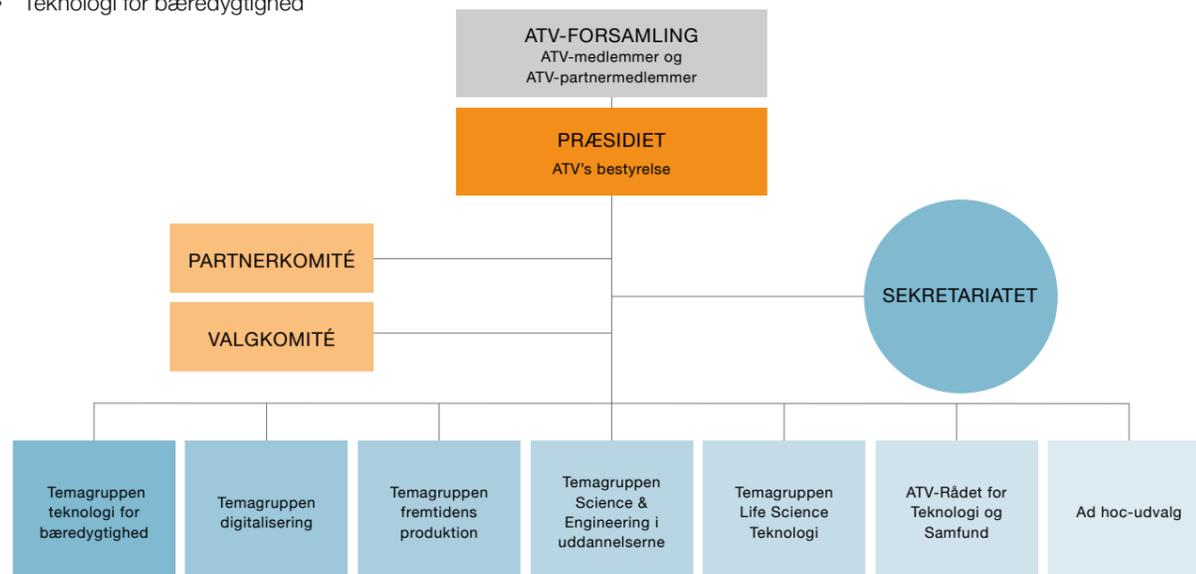 • Teknologi for bæredygtighed
ATV-FORSAMLING
ATV-medlemmer og
ATV-partnermedlemmer
PRÆSIDIET
ATV's bestyrelse
PARTNERKOMITÉ
SEKRETARIATET
VALGKOMITÉ
Temagruppen
teknologi for
bæredygtighed
Temagruppen
digitalisering
Temagruppen
fremtidens
produktion
Temagruppen
Science &
Engineering i
uddannelserne
Temagruppen
Life Science
Teknologi
ATV-Rådet for
Teknologi og
Samfund
Ad hoc-udvalg